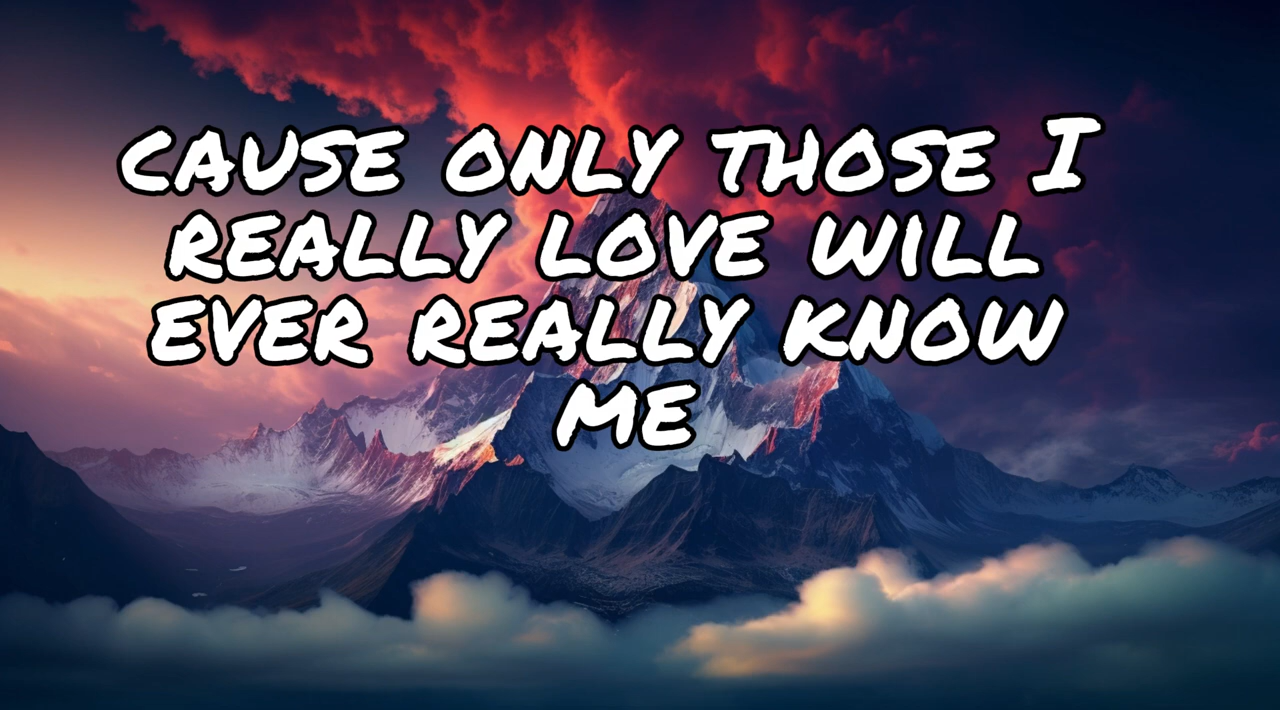 CAUSE ONLY THOSE I
REALLY LOVE WILL
EVER REALLY KNOW
ME